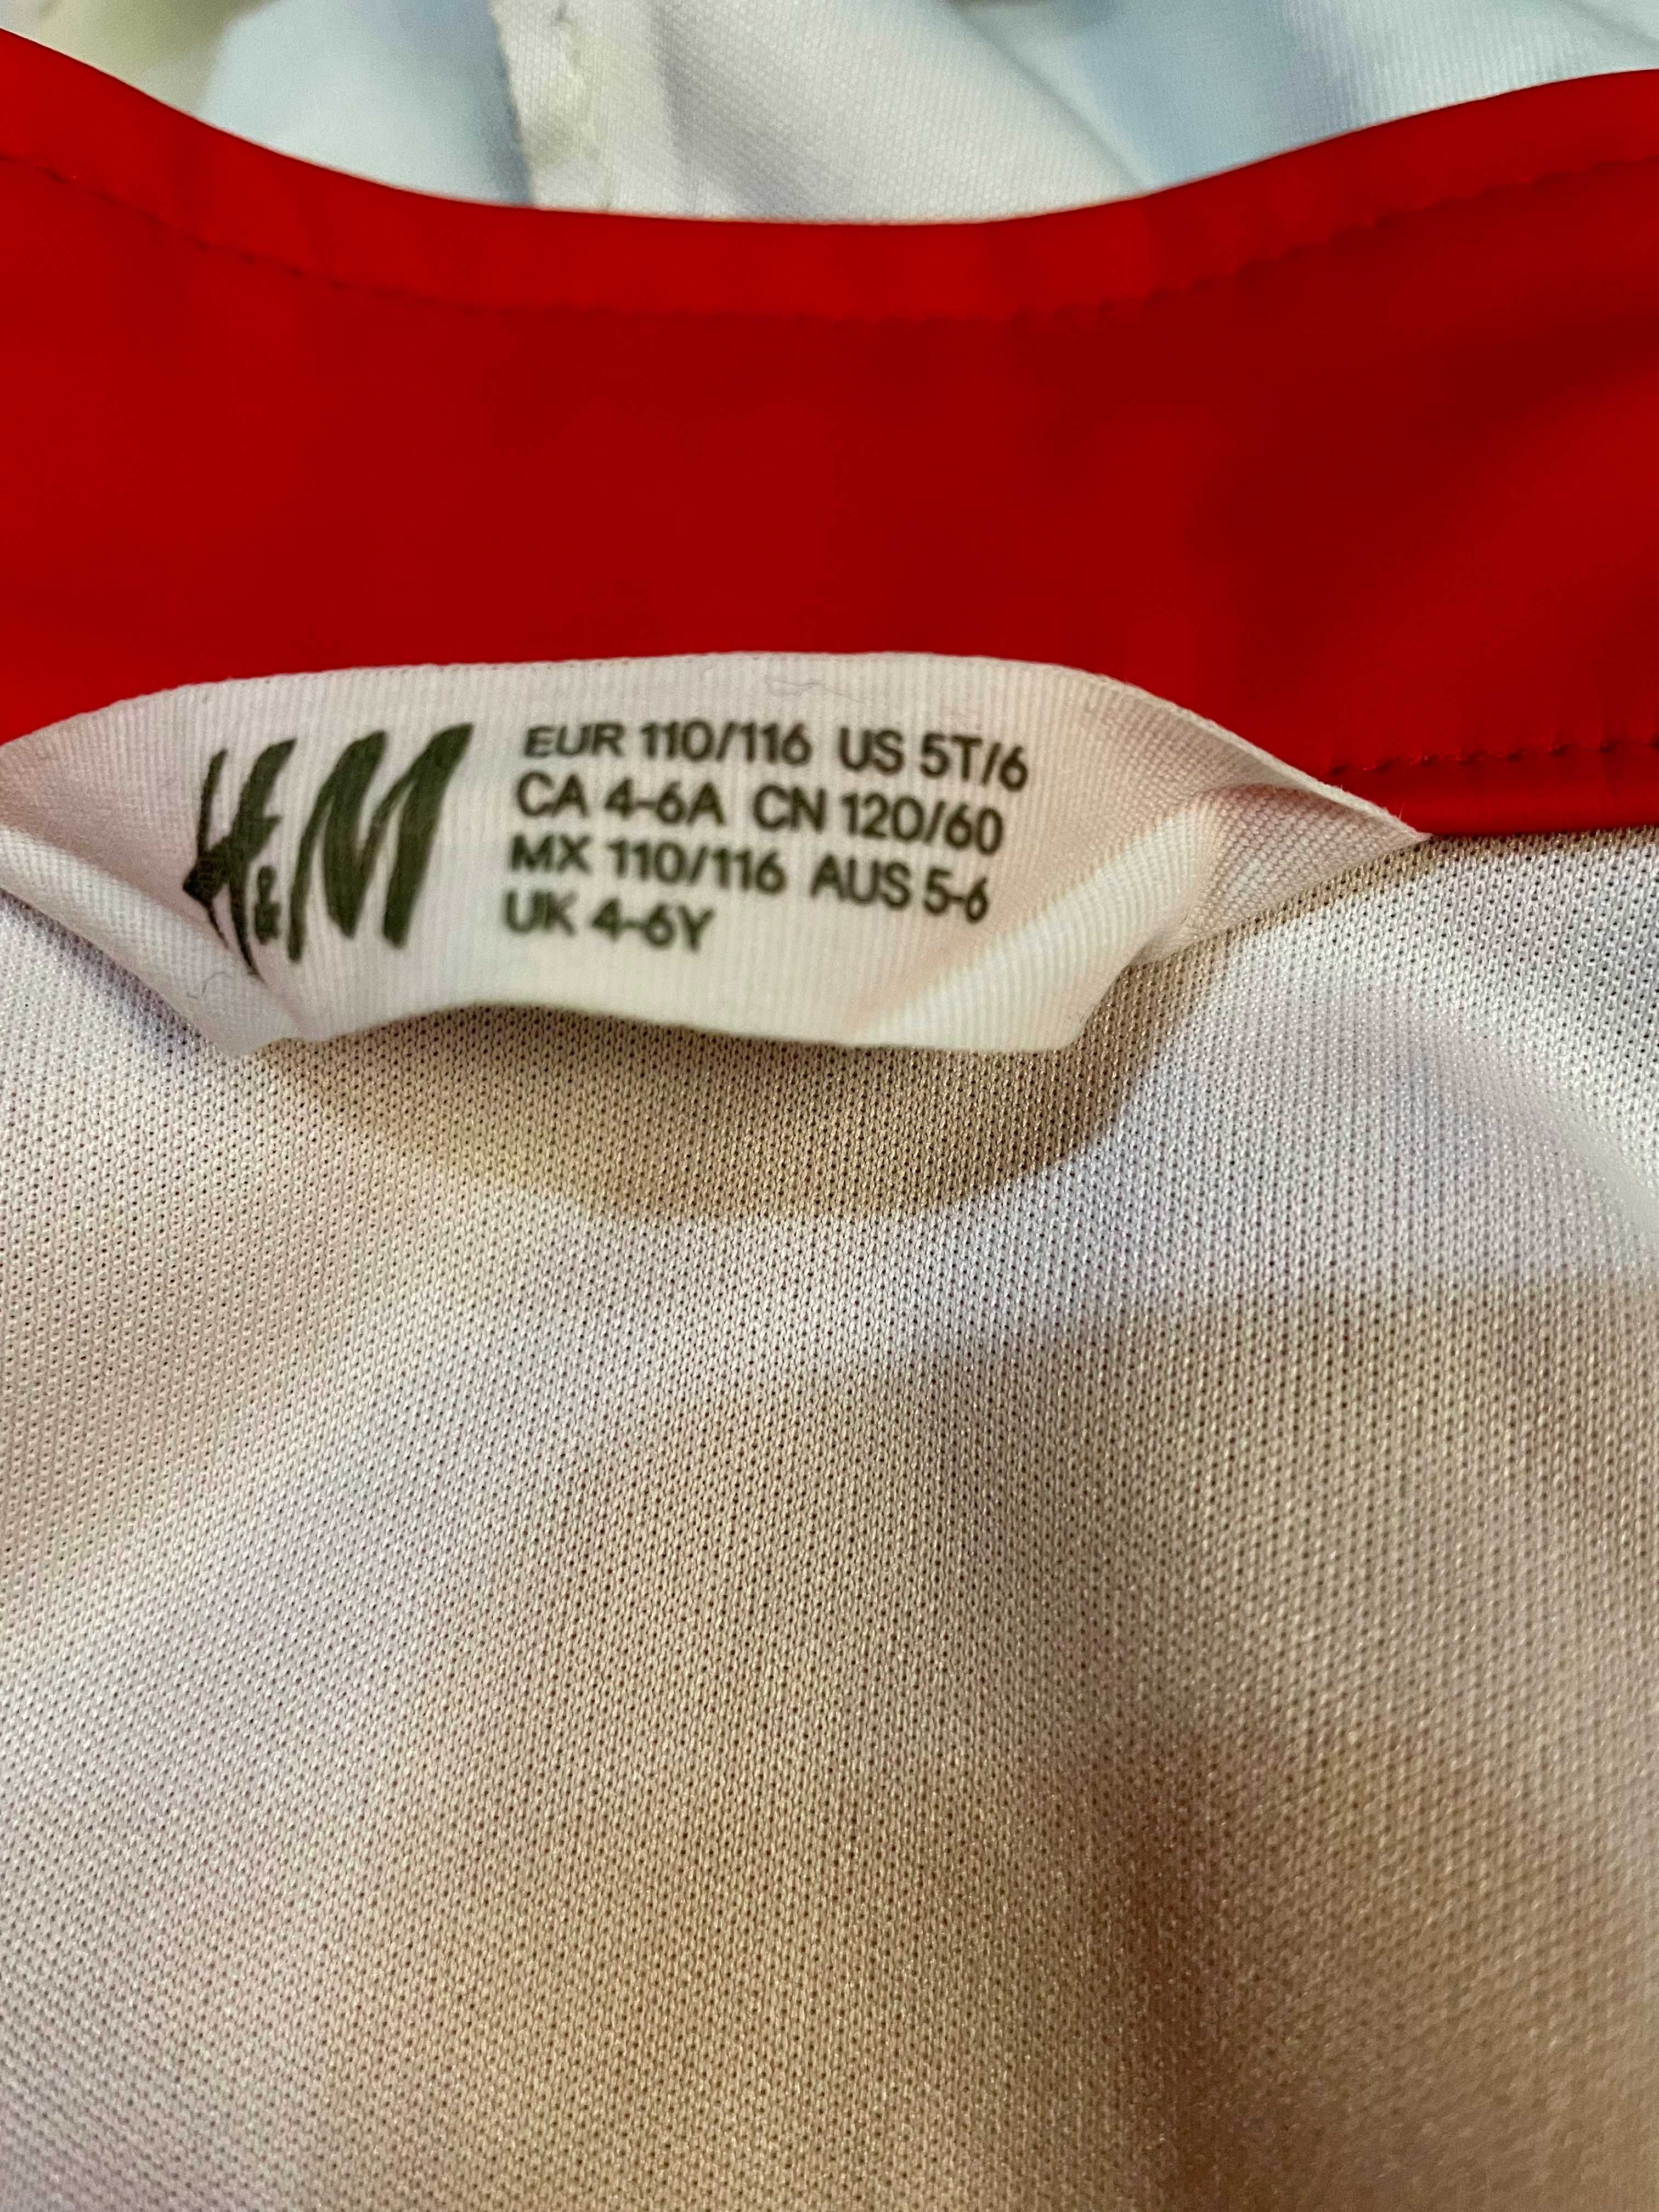 H&M
EUR 110/116 US 5T/6
CA 4-6A CN 120/60
MX 110/116 AUS 5-6
UK 4-6Y